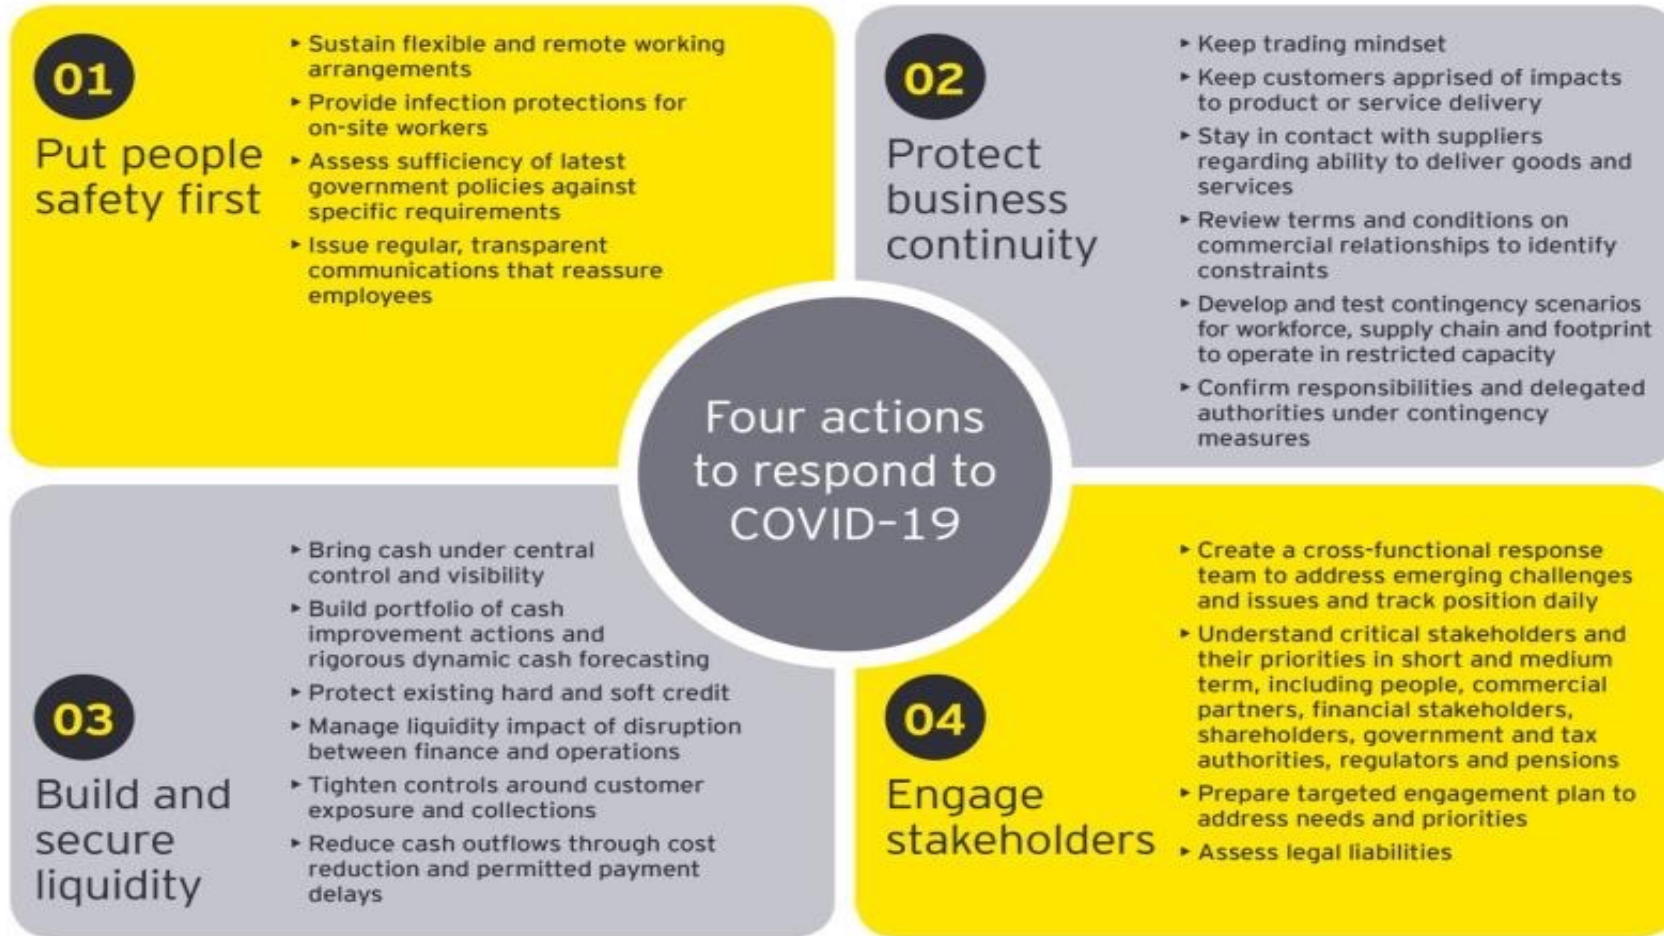 01
Put people
safety first
▸ Sustain flexible and remote working
arrangements
▸ Provide infection protections for
on-site workers
▸ Assess sufficiency of latest
government policies against
specific requirements
▸ Issue regular, transparent
communications that reassure
employees
02
Protect
business
continuity
▸ Keep trading mindset
▸ Keep customers apprised of impacts
to product or service delivery
▸ Stay in contact with suppliers
regarding ability to deliver goods and
services
▸ Review terms and conditions on
commercial relationships to identify
constraints
▸ Develop and test contingency scenarios
for workforce, supply chain and footprint
to operate in restricted capacity
▸ Confirm responsibilities and delegated
authorities under contingency
measures
Four actions
to respond to
COVID-19
03
Build and
secure
liquidity
▸ Bring cash under central
control and visibility
▸ Build portfolio of cash
improvement actions and
rigorous dynamic cash forecasting
▸ Protect existing hard and soft credit
▸ Manage liquidity impact of disruption
between finance and operations
▸ Tighten controls around customer
exposure and collections
▸ Reduce cash outflows through cost
reduction and permitted payment
delays
04
Engage
stakeholders
▸ Create a cross-functional response
team to address emerging challenges
and issues and track position daily
▸ Understand critical stakeholders and
their priorities in short and medium
term, including people, commercial
partners, financial stakeholders,
shareholders, government and tax
authorities, regulators and pensions
▸ Prepare targeted engagement plan to
address needs and priorities
▸ Assess legal liabilities